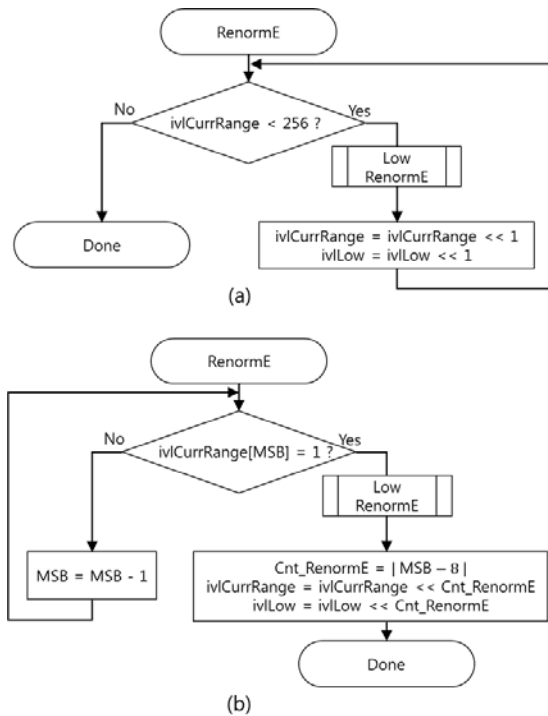 RenormE
No
Yes
ivlCurrRange < 256 ?
Low
RenormE
Done
ivlCurrRange = ivlCurrRange << 1
ivlLow = ivlLow << 1
(a)
RenormE
No
Yes
ivlCurrRange[MSB] = 1 ?
Low
RenormE
MSB = MSB - 1
Cnt_RenormE = | MSB – 8 |
ivlCurrRange = ivlCurrRange << Cnt_RenormE
ivlLow = ivlLow << Cnt_RenormE
Done
(b)